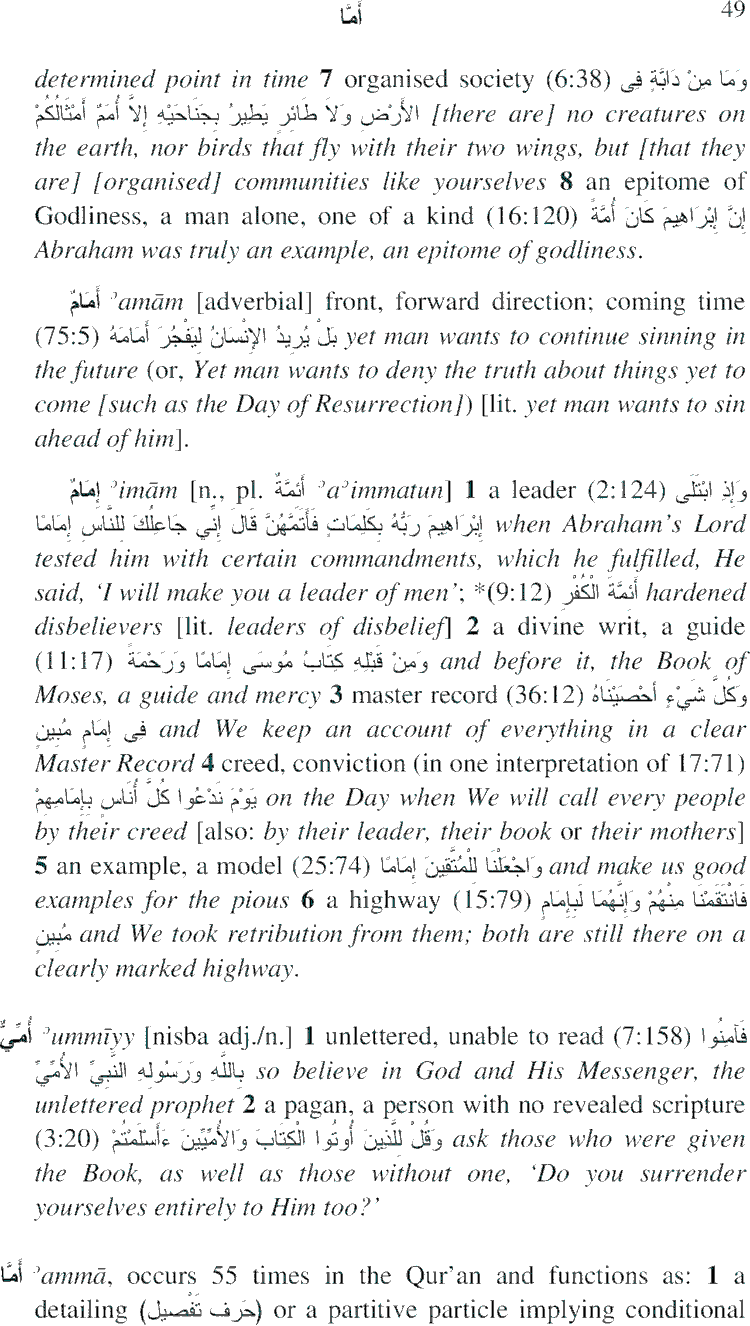 أَمَّا 49
determined point in time 7 organised society (6:38) وَمَا مِنْ دَابَّةٍ فِى
الأَرْضِ وَلاَ طَائِرٍ يَطِيرُ بِجَنَاحَيْهِ إِلاَّ أُمَمٌ أَمْثَالُكُمْ [there are] no creatures on
the earth, nor birds that fly with their two wings, but [that they
are] [organised] communities like yourselves 8 an epitome of
Godliness, a man alone, one of a kind (16:120) إِنَّ إِبْرَاهِيمَ كَانَ أُمَّةً
Abraham was truly an example, an epitome of godliness.
أَمَامٌ ʾamām [adverbial] front, forward direction; coming time
(75:5) بَلْ يُرِيدُ الإِنْسَانُ لِيَفْجُرَ أَمَامَهُ yet man wants to continue sinning in
the future (or, Yet man wants to deny the truth about things yet to
come [such as the Day of Resurrection]) [lit. yet man wants to sin
ahead of him].
إِمَامٌ ʾimām [n., pl. أَئِمَّةٌ ʾaʾimmatun] 1 a leader (2:124) وَإِذِ ابْتَلَى
إِبْرَاهِيمَ رَبُّهُ بِكَلِمَاتٍ فَأَتَمَّهُنَّ قَالَ إِنِّي جَاعِلُكَ لِلنَّاسِ إِمَامًا when Abraham’s Lord
tested him with certain commandments, which he fulfilled, He
said, ‘I will make you a leader of men’; *(9:12) أَئِمَّةَ الْكُفْرِ hardened
disbelievers [lit. leaders of disbelief] 2 a divine writ, a guide
(11:17) وَمِنْ قَبْلِهِ كِتَابُ مُوسَى إِمَامًا وَرَحْمَةً and before it, the Book of
Moses, a guide and mercy 3 master record (36:12) وَكُلَّ شَيْءٍ أحْصَيْنَاهُ
فِى إِمَامٍ مُبِينٍ and We keep an account of everything in a clear
Master Record 4 creed, conviction (in one interpretation of 17:71)
يَوْمَ نَدْعُوا كُلَّ أُنَاسٍ بِإِمَامِهِمْ on the Day when We will call every people
by their creed [also: by their leader, their book or their mothers]
5 an example, a model (25:74) وَاجْعَلْنَا لِلْمُتَّقِينَ إِمَامًا and make us good
examples for the pious 6 a highway (15:79) فَانْتَقَمْنَا مِنْهُمْ وَإِنَّهُمَا لَبِإِمَامٍ
مُبِينٍ and We took retribution from them; both are still there on a
clearly marked highway.
أُمِّيٌّ ʾummīyy [nisba adj./n.] 1 unlettered, unable to read (7:158) فَآمِنُوا
بِاللَّهِ وَرَسُولِهِ النَّبِيِّ الأُمِّيِّ so believe in God and His Messenger, the
unlettered prophet 2 a pagan, a person with no revealed scripture
(3:20) وَقُلْ لِلَّذِينَ أُوتُوا الْكِتَابَ وَالأُمِّيِّينَ ءَأَسْلَمْتُمْ ask those who were given
the Book, as well as those without one, ‘Do you surrender
yourselves entirely to Him too?’
أَمَّا ʾammā, occurs 55 times in the Qur’an and functions as: 1 a
detailing (حَرف تَفْصيل) or a partitive particle implying conditional